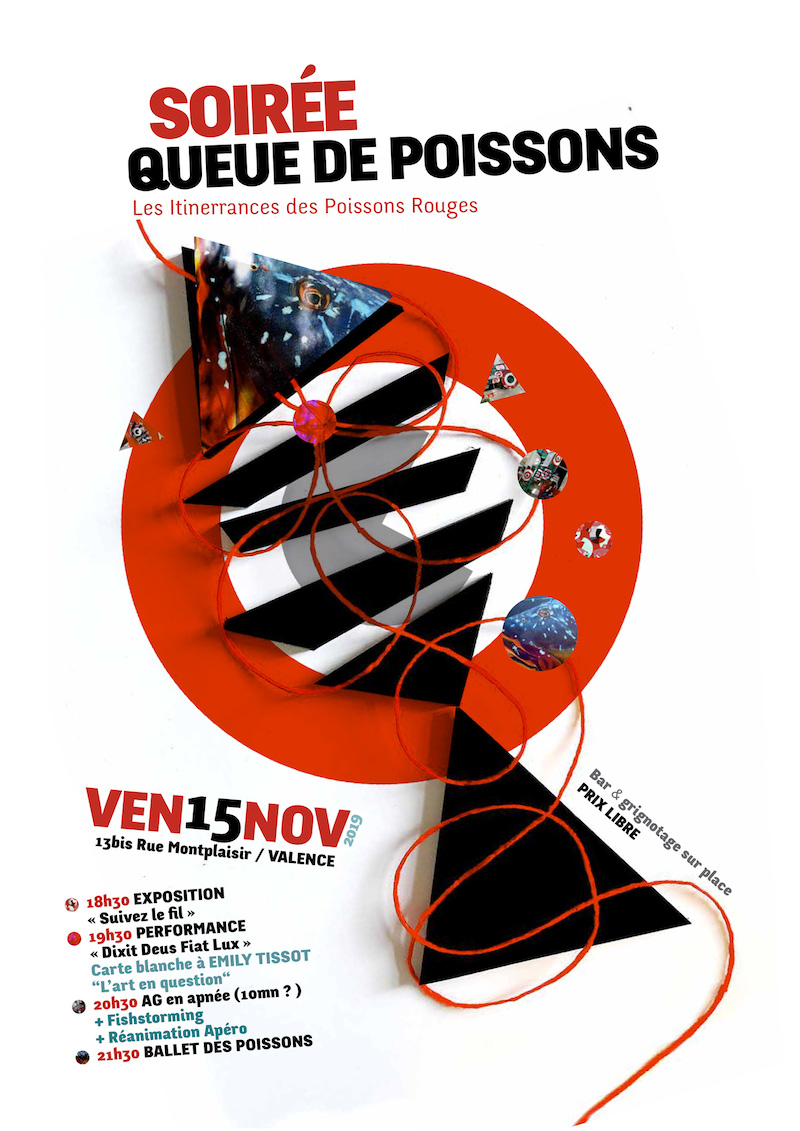 SOIRÉE
QUEUE DE POISSONS
Les Itinerrances des Poissons Rouges
Bar & grignotage sur place
PRIX LIBRE
VEN15NOV 2019
13bis Rue Montplaisir / VALENCE
18h30 EXPOSITION
« Suivez le fil »
19h30 PERFORMANCE
« Dixit Deus Fiat Lux »
Carte blanche à EMILY TISSOT
“L’art en question“
20h30 AG en apnée (10mn ? )
+ Fishstorming
+ Réanimation Apéro
21h30 BALLET DES POISSONS